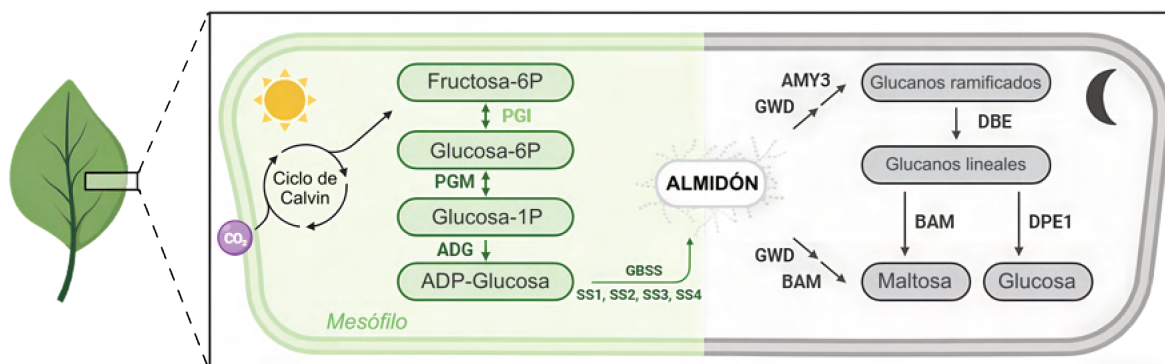 Fructosa-6P
PGI
Glucosa-6P
PGM
Glucosa-1P
ADG
ADP-Glucosa
Ciclo de
Calvin
CO₂
GBSS
SS1, SS2, SS3, SS4
Mesófilo
ALMIDÓN
AMY3
GWD
Glucanos ramificados
DBE
Glucanos lineales
BAM
DPE1
GWD
BAM
Maltosa
Glucosa